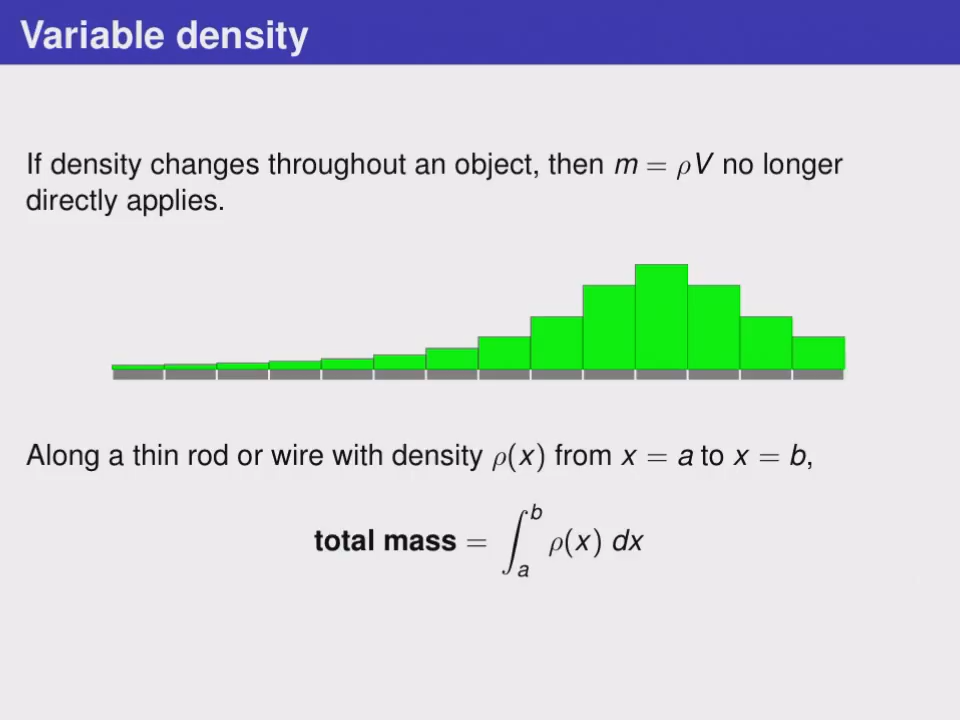 Variable density
If density changes throughout an object, then m = ρV no longer
directly applies.
Along a thin rod or wire with density ρ(x) from x = a to x = b,
total mass = ∫_a^b ρ(x) dx